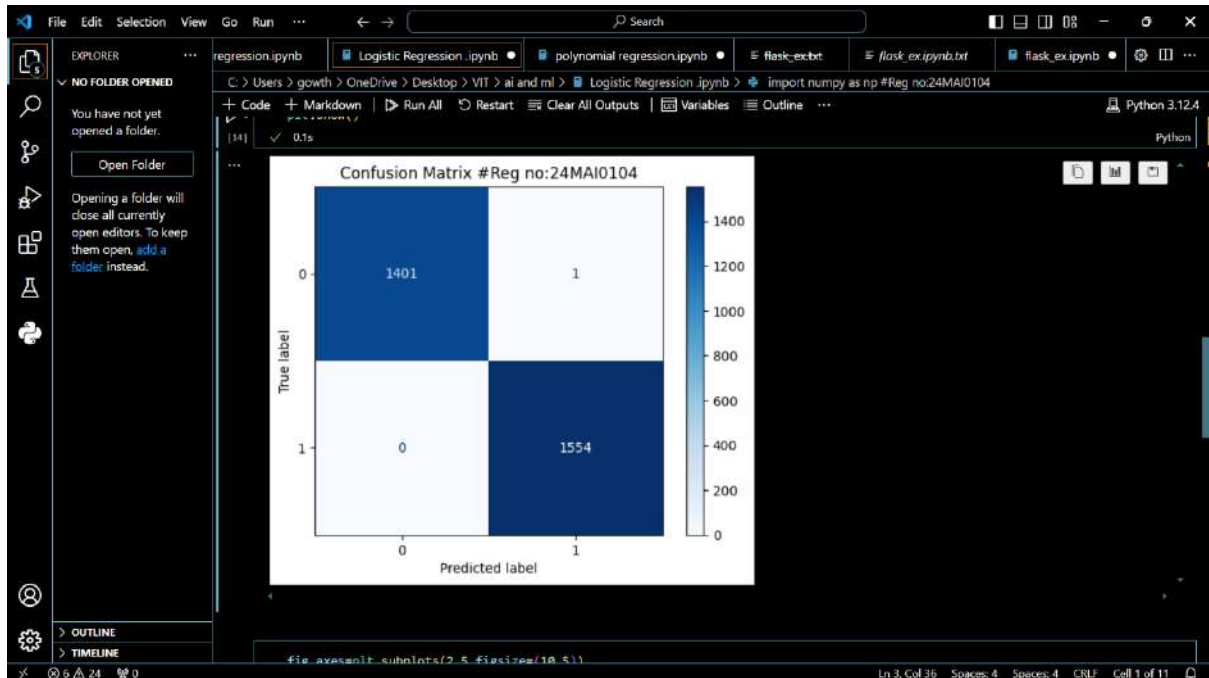 File Edit Selection View Go Run ··· ← → Search
EXPLORER ···
regression.ipynb Logistic Regression .ipynb ● polynomial regression.ipynb ● flask_ex.txt flask_ex.ipynb.txt flask_ex.ipynb ● ···
NO FOLDER OPENED
C: > Users > gowth > OneDrive > Desktop > VIT > ai and ml > Logistic Regression .ipynb > import numpy as np #Reg no:24MAI0104
+ Code + Markdown | Run All Restart Clear All Outputs | Variables Outline ··· Python 3.12.4
You have not yet
opened a folder.
Open Folder
Opening a folder will
close all currently
open editors. To keep
them open, add a
folder instead.
plt.show()
[14] ✓ 0.1s Python
···
Confusion Matrix #Reg no:24MAI0104
0 1401 1
1 0 1554
True label
0 1
Predicted label
1400
1200
1000
800
600
400
200
0
fig,axes=plt.subplots(2,5,figsize=(10,5))
> OUTLINE
> TIMELINE
5
6 24 0 Ln 3, Col 36 Spaces: 4 Spaces: 4 CRLF Cell 1 of 11